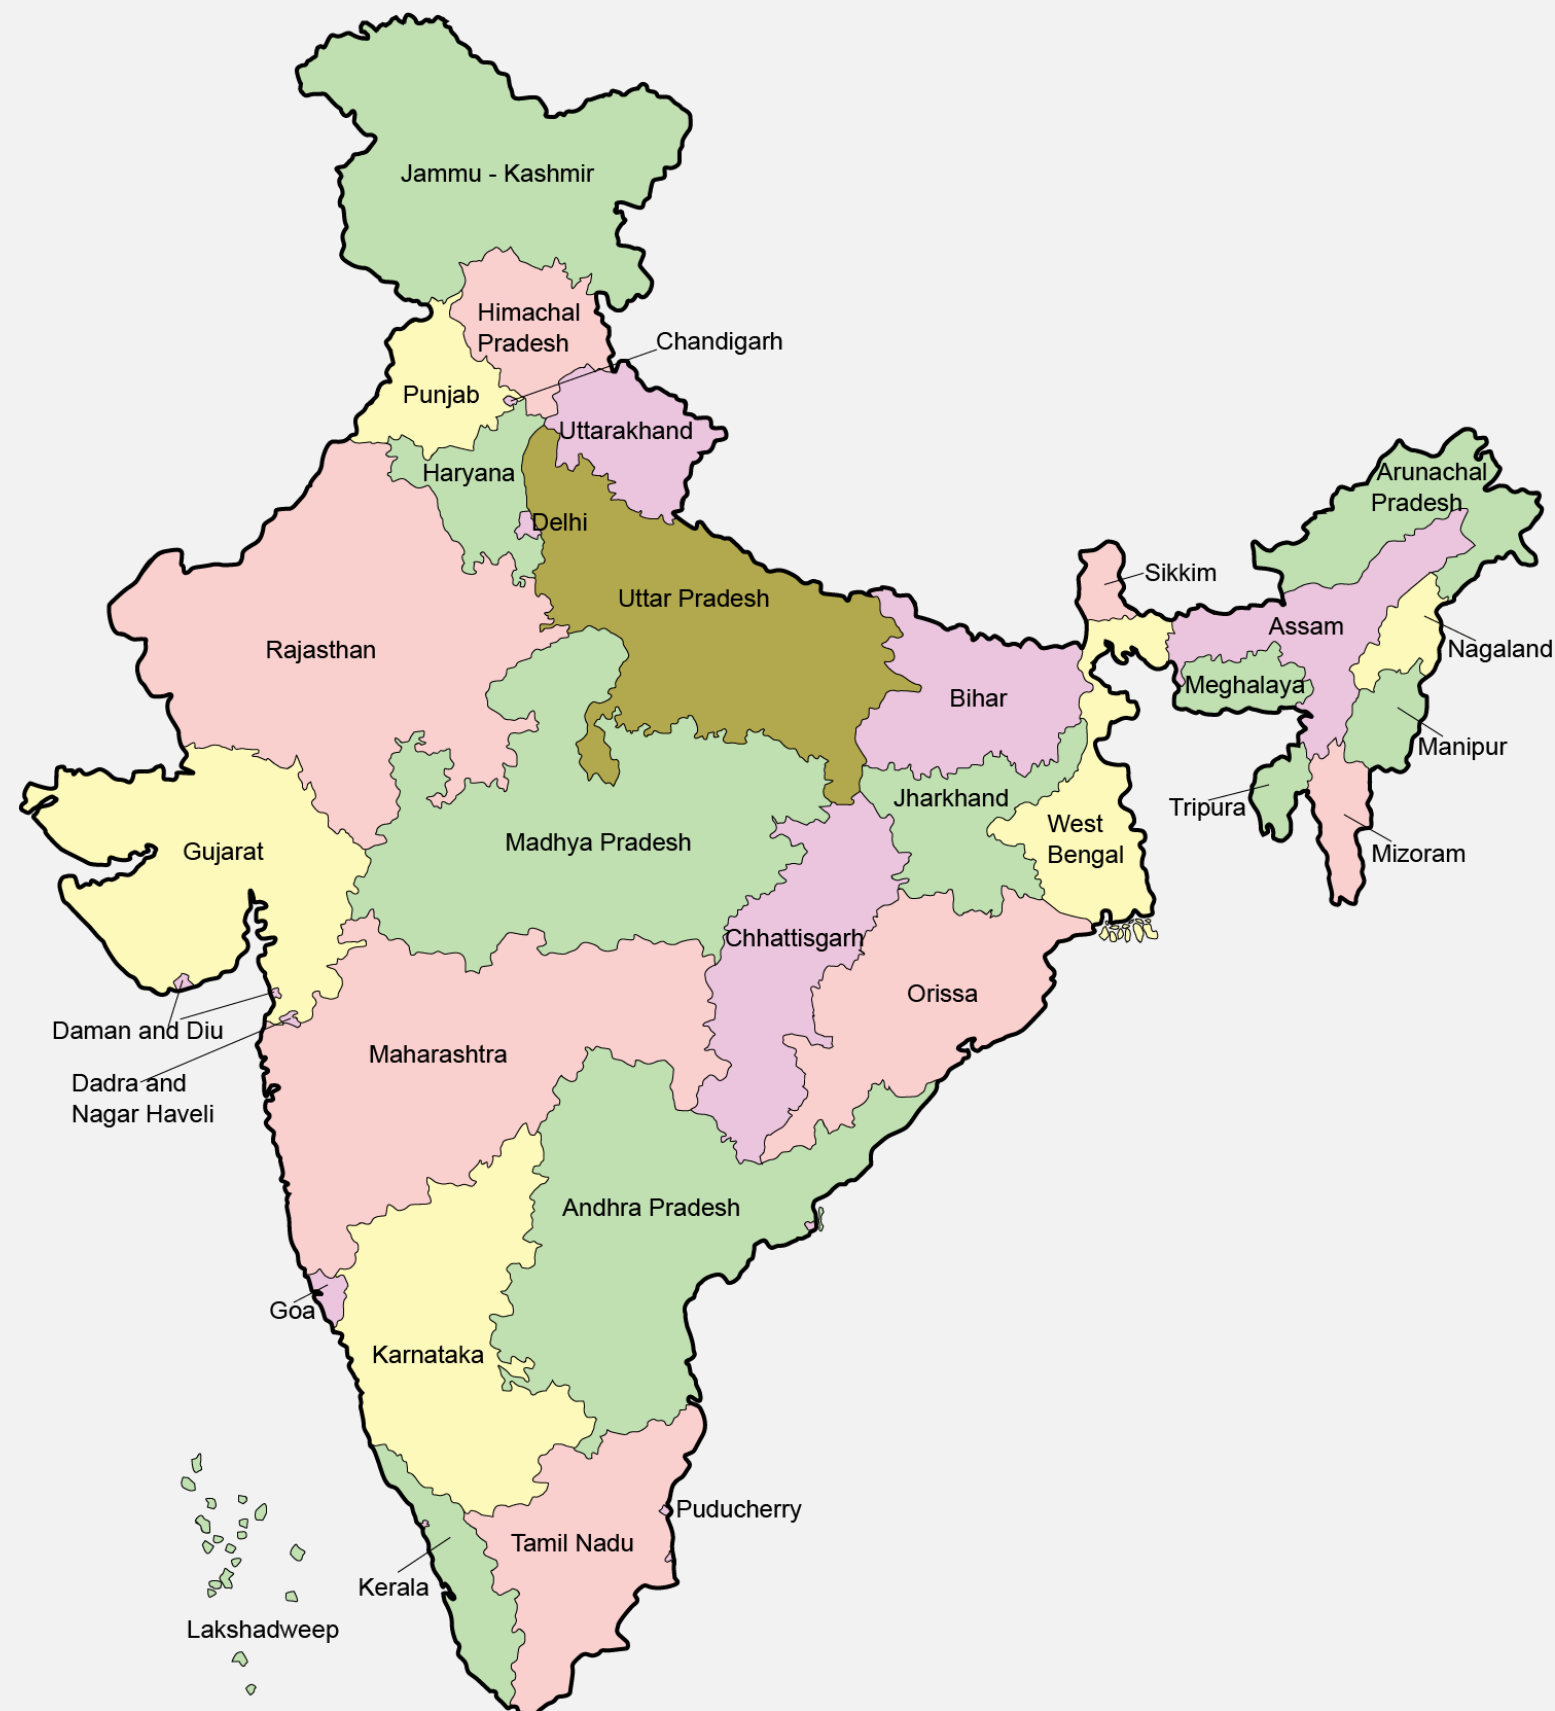 Jammu - Kashmir
Himachal
Pradesh
Chandigarh
Punjab
Uttarakhand
Haryana
Arunachal
Pradesh
Delhi
Sikkim
Uttar Pradesh
Assam
Rajasthan
Nagaland
Meghalaya
Bihar
Manipur
Jharkhand
Tripura
West
Bengal
Madhya Pradesh
Gujarat
Mizoram
Chhattisgarh
Orissa
Daman and Diu
Maharashtra
Dadra and
Nagar Haveli
Andhra Pradesh
Goa
Karnataka
Puducherry
Tamil Nadu
Kerala
Lakshadweep